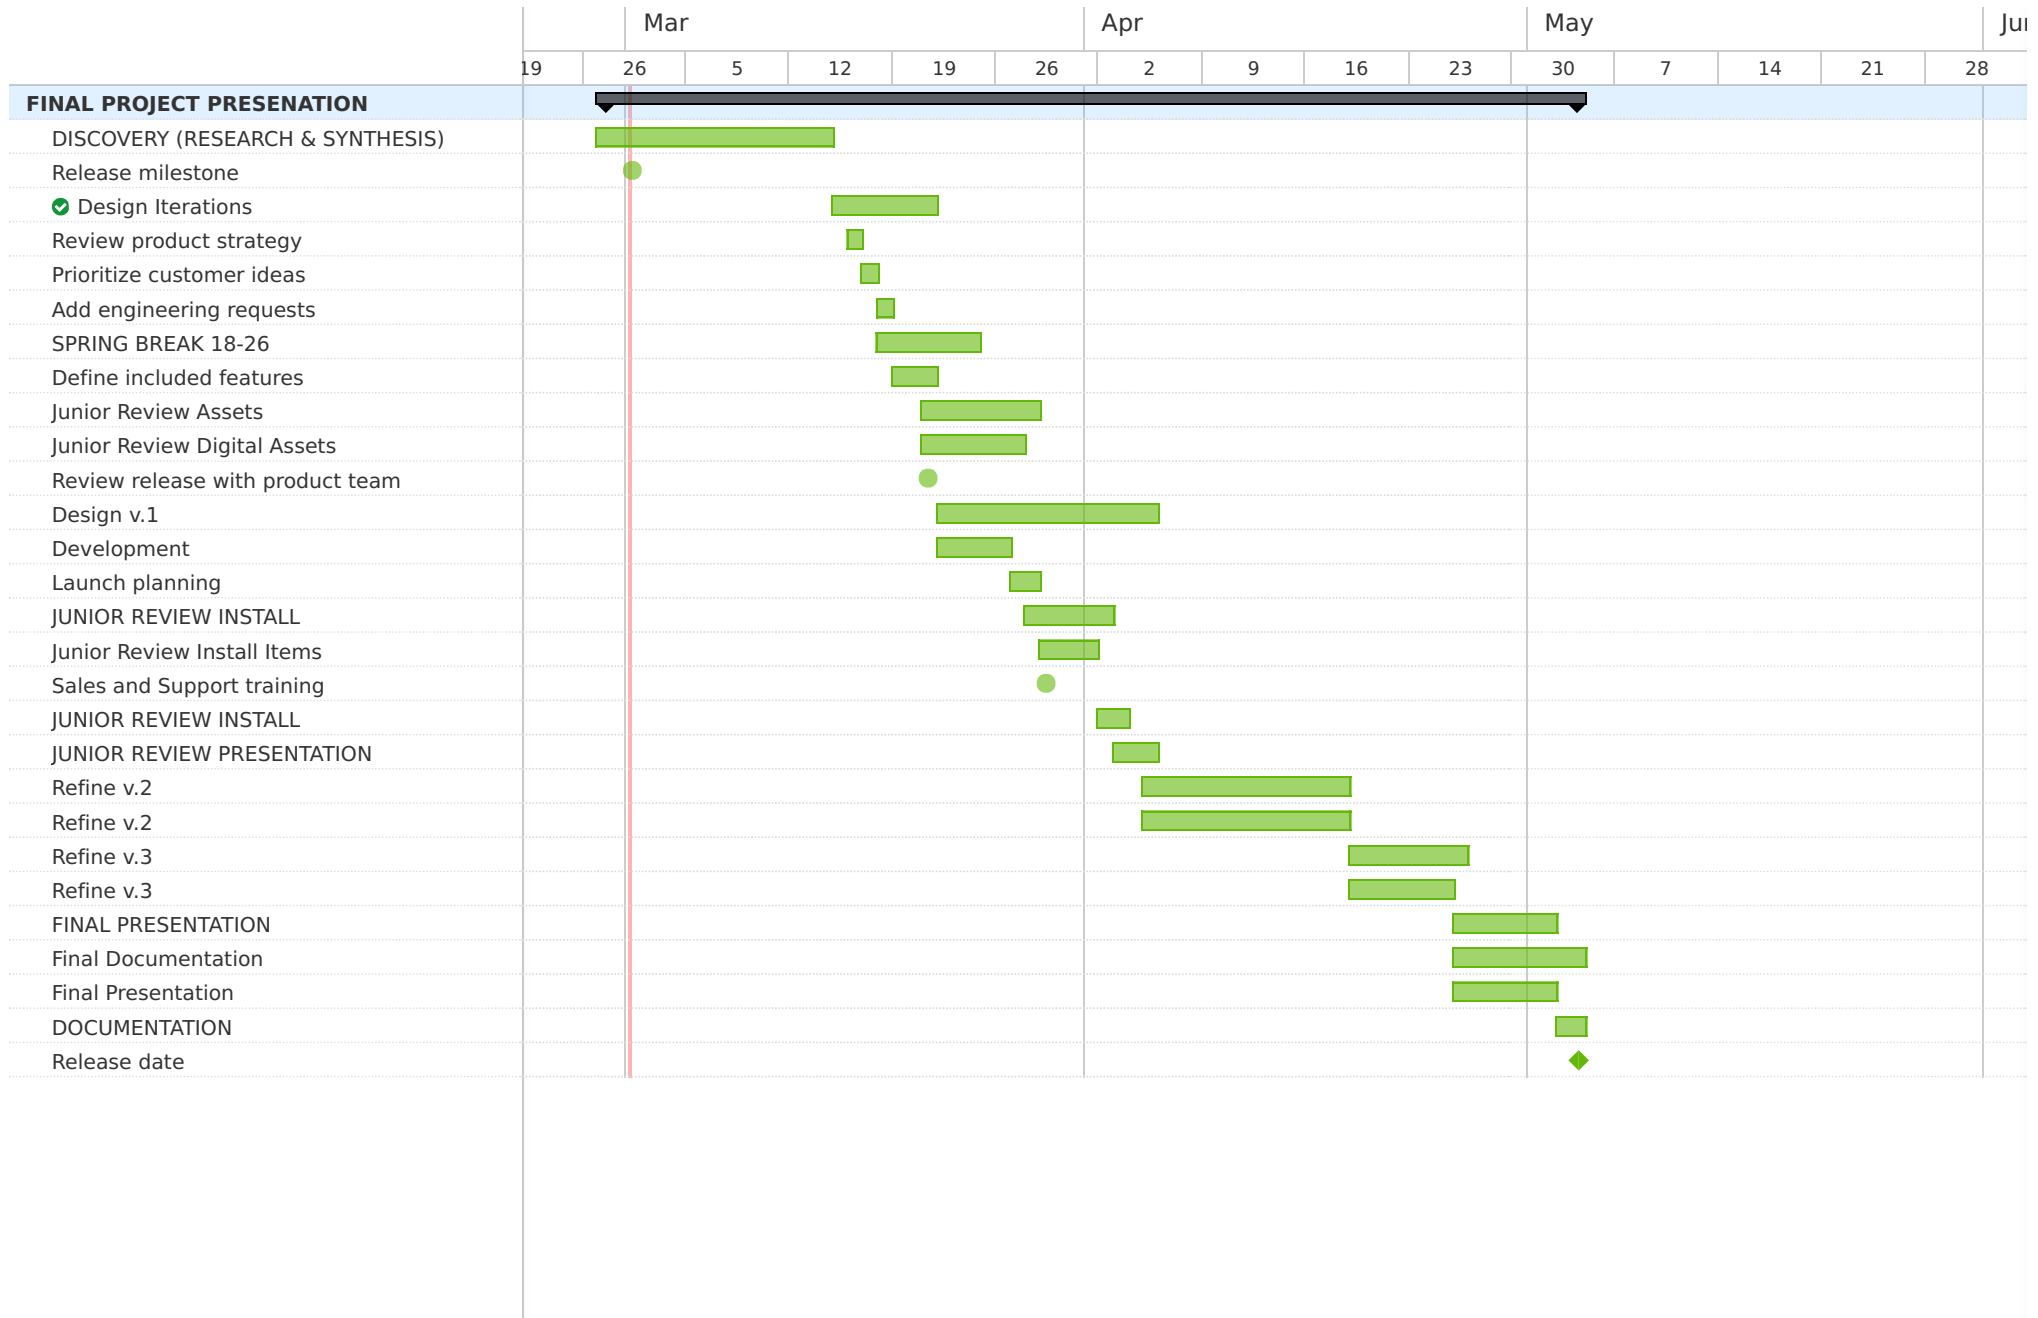 Mar Apr May Jun
19 26 5 12 19 26 2 9 16 23 30 7 14 21 28
FINAL PROJECT PRESENATION
DISCOVERY (RESEARCH & SYNTHESIS)
Release milestone
Design Iterations
Review product strategy
Prioritize customer ideas
Add engineering requests
SPRING BREAK 18-26
Define included features
Junior Review Assets
Junior Review Digital Assets
Review release with product team
Design v.1
Development
Launch planning
JUNIOR REVIEW INSTALL
Junior Review Install Items
Sales and Support training
JUNIOR REVIEW INSTALL
JUNIOR REVIEW PRESENTATION
Refine v.2
Refine v.2
Refine v.3
Refine v.3
FINAL PRESENTATION
Final Documentation
Final Presentation
DOCUMENTATION
Release date